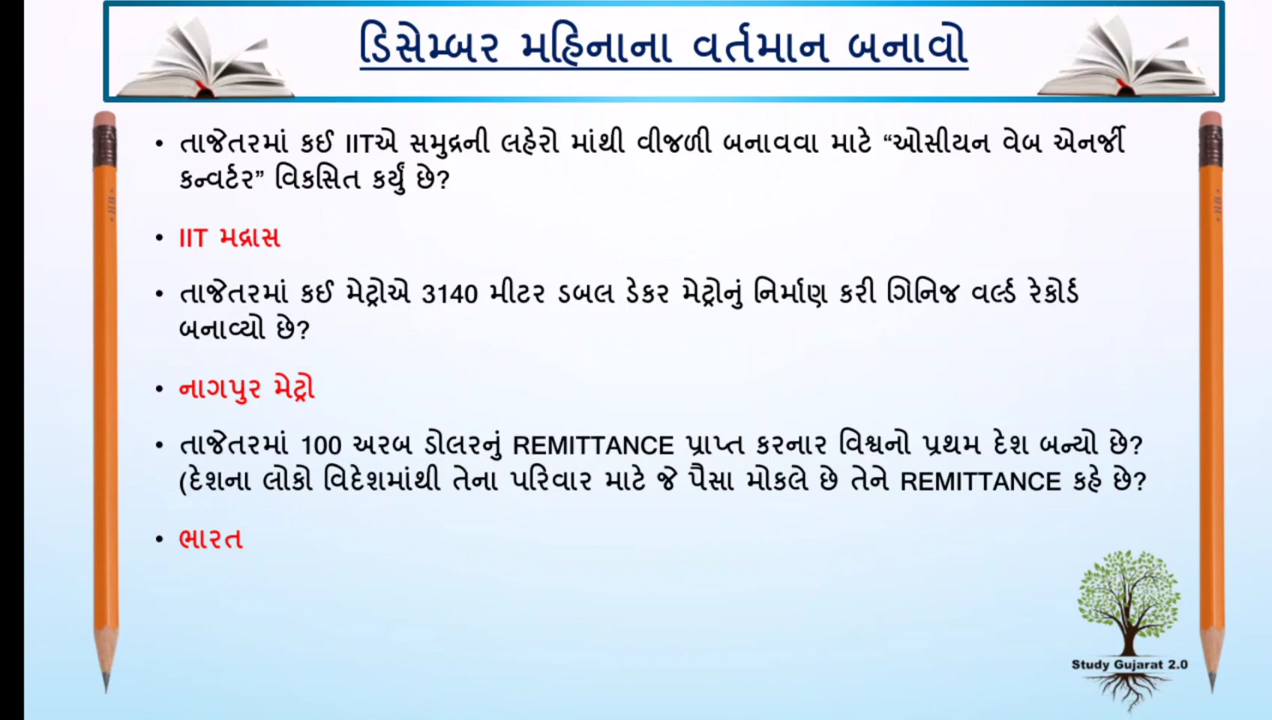 ડિસેમ્બર મહિનાના વર્તમાન બનાવો
• તાજેતરમાં કઈ IITએ સમુદ્રની લહેરો માંથી વીજળી બનાવવા માટે “ઓસીયન વેબ એનર્જી
કન્વર્ટર” વિકસિત કર્યું છે?
• IIT મદ્રાસ
• તાજેતરમાં કઈ મેટ્રોએ 3140 મીટર ડબલ ડેકર મેટ્રોનું નિર્માણ કરી ગિનિજ વર્લ્ડ રેકોર્ડ
બનાવ્યો છે?
• નાગપુર મેટ્રો
• તાજેતરમાં 100 અરબ ડોલરનું REMITTANCE પ્રાપ્ત કરનાર વિશ્વનો પ્રથમ દેશ બન્યો છે?
(દેશના લોકો વિદેશમાંથી તેના પરિવાર માટે જે પૈસા મોકલે છે તેને REMITTANCE કહે છે?
• ભારત
Study Gujarat 2.0
HB
HB